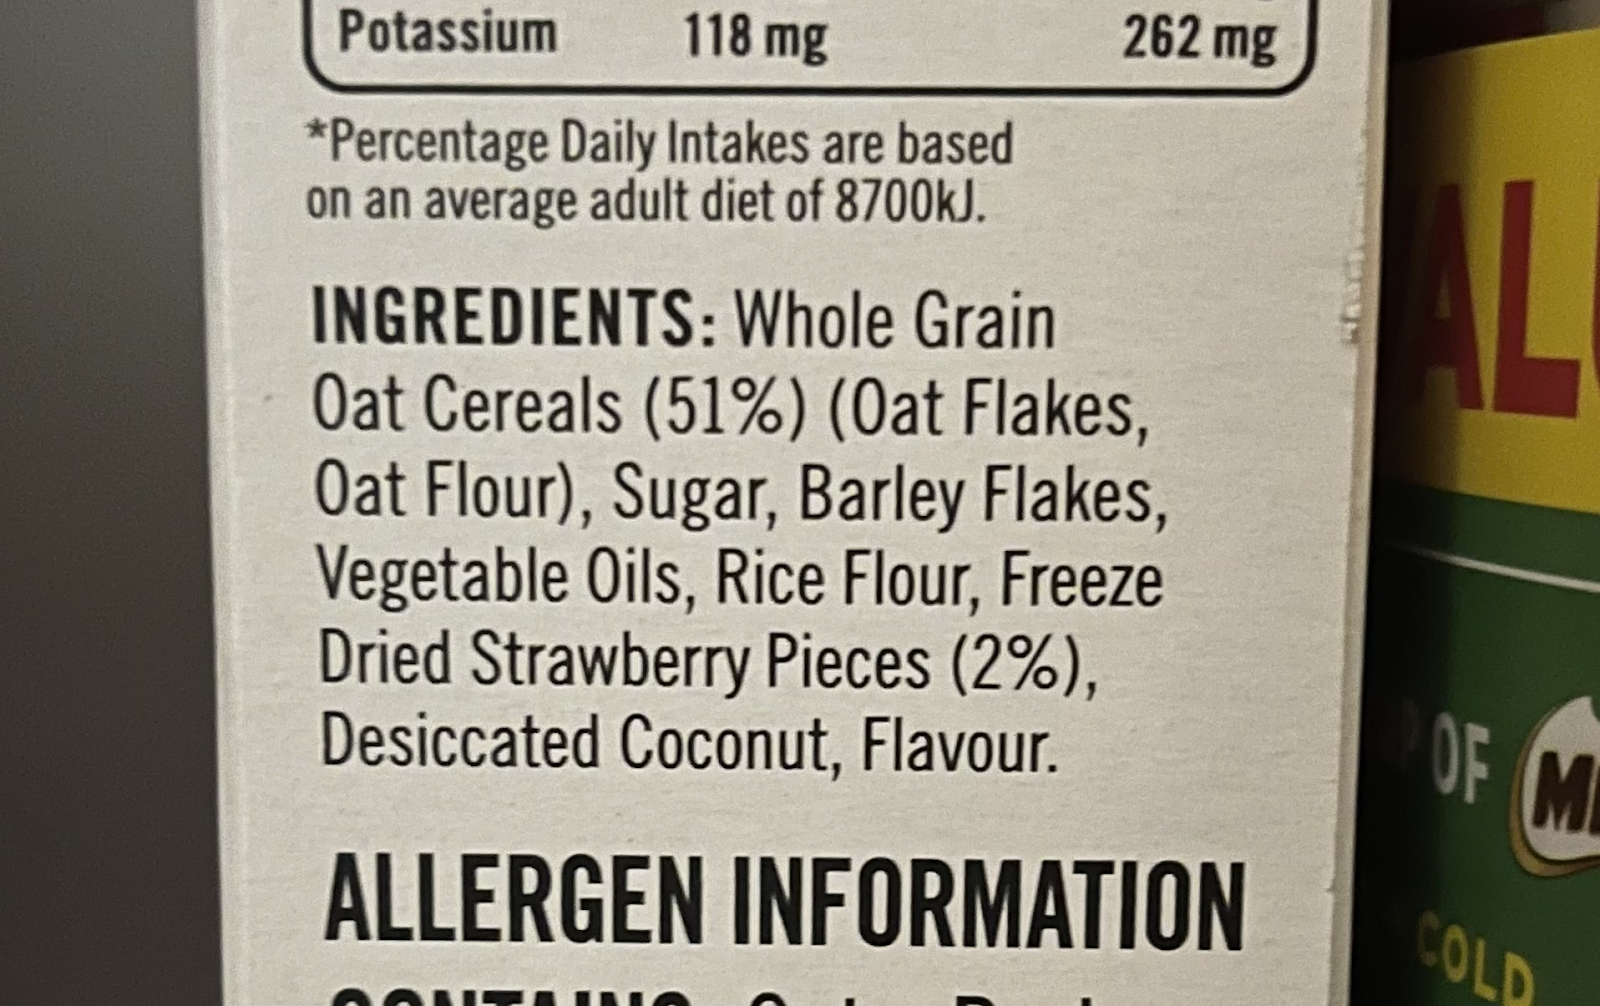 Potassium 118 mg 262 mg
*Percentage Daily Intakes are based
on an average adult diet of 8700kJ.
INGREDIENTS: Whole Grain
Oat Cereals (51%) (Oat Flakes,
Oat Flour), Sugar, Barley Flakes,
Vegetable Oils, Rice Flour, Freeze
Dried Strawberry Pieces (2%),
Desiccated Coconut, Flavour.
ALLERGEN INFORMATION
OF
COLD